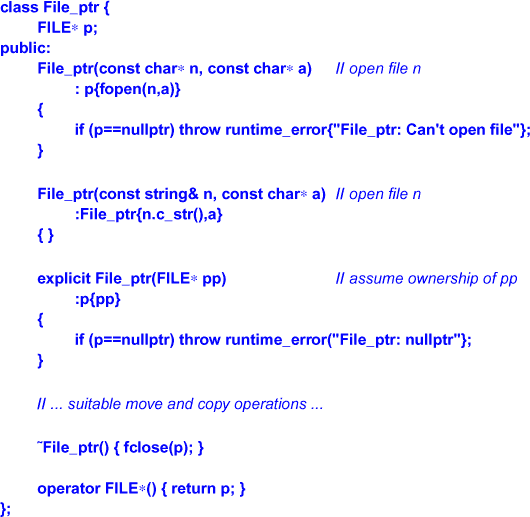 class File_ptr {
FILE∗ p;
public:
File_ptr(const char∗ n, const char∗ a) // open file n
: p{fopen(n,a)}
{
if (p==nullptr) throw runtime_error{"File_ptr: Can't open file"};
}
File_ptr(const string& n, const char∗ a) // open file n
:File_ptr{n.c_str(),a}
{ }
explicit File_ptr(FILE∗ pp) // assume ownership of pp
:p{pp}
{
if (p==nullptr) throw runtime_error("File_ptr: nullptr"};
}
// ... suitable move and copy operations ...
~File_ptr() { fclose(p); }
operator FILE∗() { return p; }
};